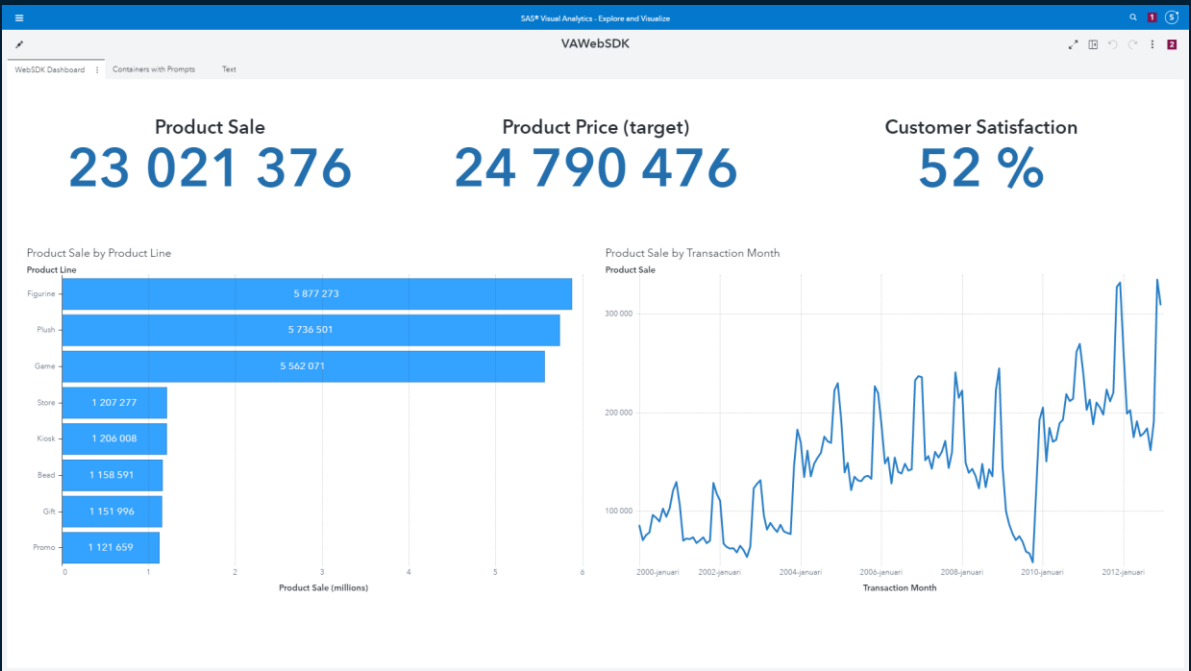 SAS® Visual Analytics - Explore and Visualize
1
S
VAWebSDK
2
WebSDK Dashboard
Containers with Prompts
Text
Product Sale
23 021 376
Product Price (target)
24 790 476
Customer Satisfaction
52 %
Product Sale by Product Line
Product Line
Figurine
5 877 273
Plush
5 736 501
Game
5 562 071
Store
1 207 277
Kiosk
1 206 008
Bead
1 158 591
Gift
1 151 996
Promo
1 121 659
0 1 2 3 4 5 6
Product Sale (millions)
Product Sale by Transaction Month
Product Sale
300 000
200 000
100 000
2000-januari 2002-januari 2004-januari 2006-januari 2008-januari 2010-januari 2012-januari
Transaction Month